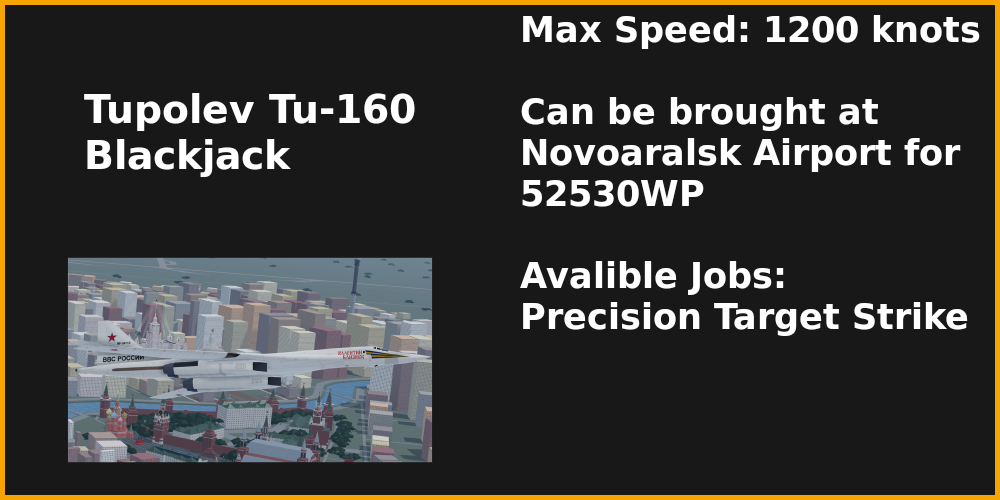 Max Speed: 1200 knots
Tupolev Tu-160
Blackjack
Can be brought at
Novoaralsk Airport for
52530WP
Avalible Jobs:
Precision Target Strike
ВВС РОССИИ